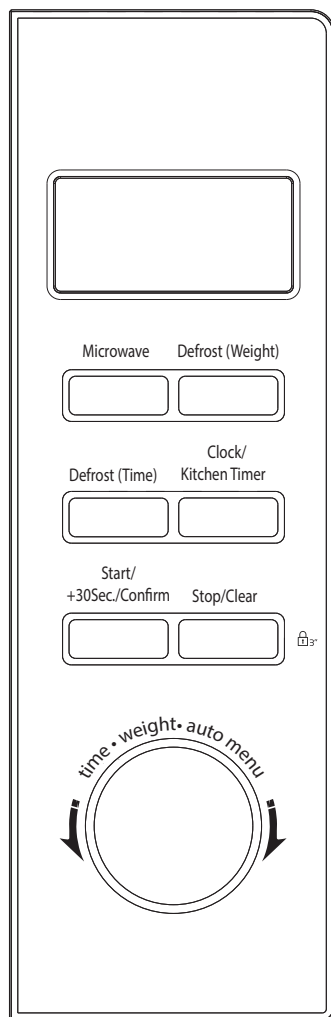 Microwave
Defrost (Weight)
Defrost (Time)
Clock/
Kitchen Timer
Start/
+30Sec./Confirm
Stop/Clear
3"
time • weight • auto menu